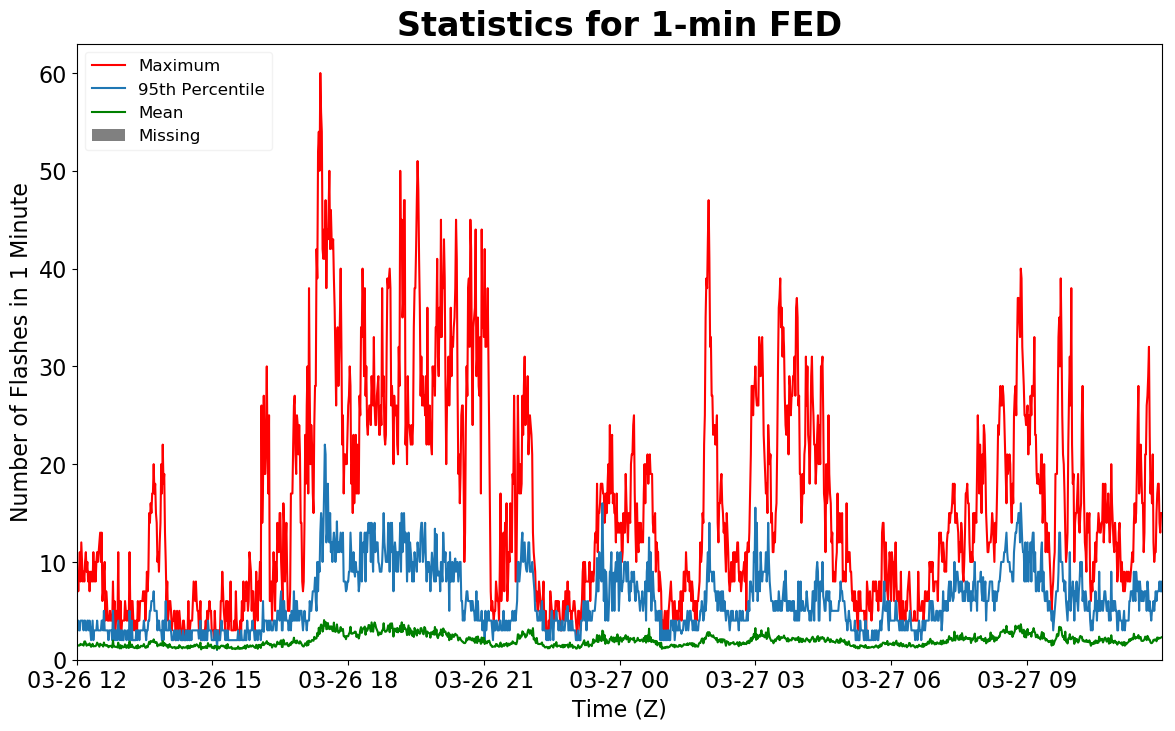 Statistics for 1-min FED
Maximum
95th Percentile
Mean
Missing
Number of Flashes in 1 Minute
60
50
40
30
20
10
0
03-26 12 03-26 15 03-26 18 03-26 21 03-27 00 03-27 03 03-27 06 03-27 09
Time (Z)